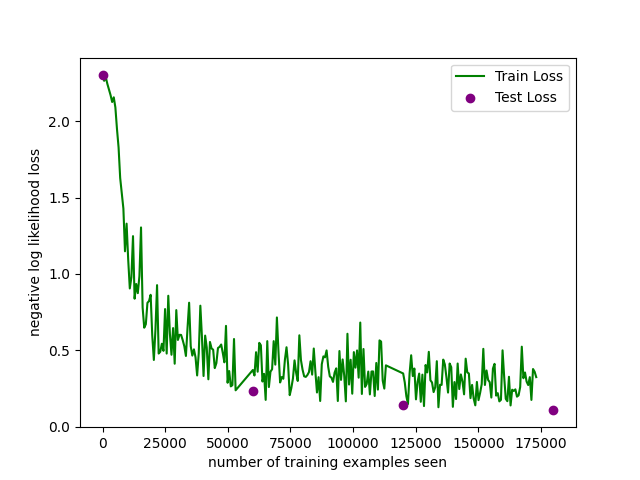 Train Loss
Test Loss
negative log likelihood loss
2.0
1.5
1.0
0.5
0.0
0 25000 50000 75000 100000 125000 150000 175000
number of training examples seen